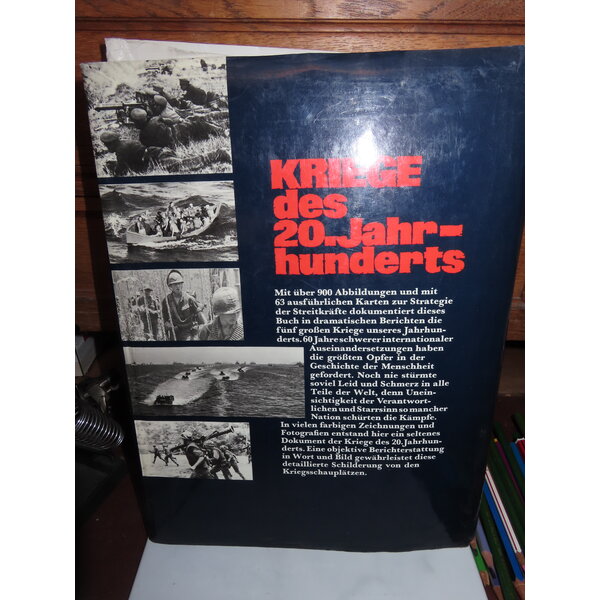 KRIEGE
des
20.Jahr-
hunderts
Mit über 900 Abbildungen und mit
63 ausführlichen Karten zur Strategie
der Streitkräfte dokumentiert dieses
Buch in dramatischen Berichten die
fünf großen Kriege unseres Jahrhun-
derts. 60 Jahre schwerer internationaler
Auseinandersetzungen haben
die größten Opfer in der
Geschichte der Menschheit
gefordert. Noch nie stürmte
soviel Leid und Schmerz in alle
Teile der Welt, denn Unein-
sichtigkeit der Verantwort-
lichen und Starrsinn so mancher
Nation schürten die Kämpfe.
In vielen farbigen Zeichnungen und
Fotografien entstand hier ein seltenes
Dokument der Kriege des 20. Jahrhun-
derts. Eine objektive Berichterstattung
in Wort und Bild gewährleistet diese
detaillierte Schilderung von den
Kriegsschauplätzen.